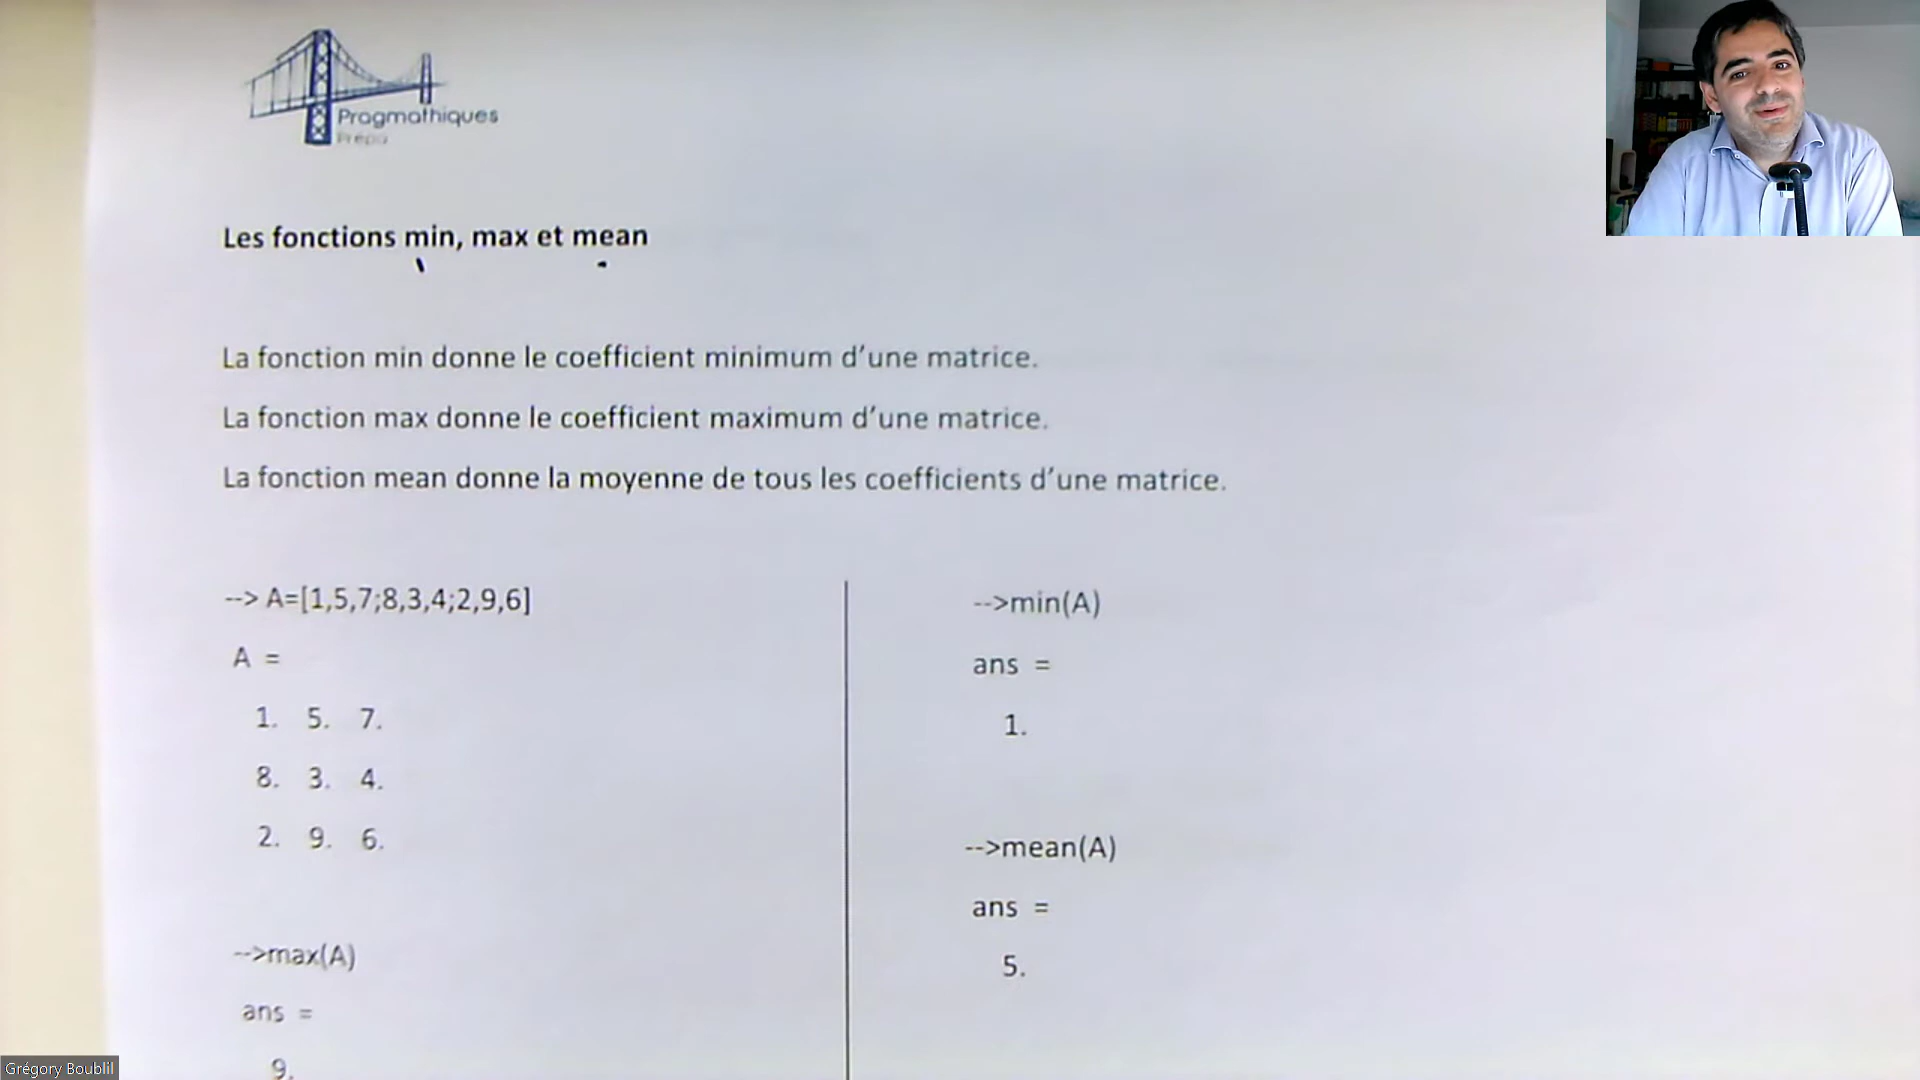 Pragmathiques
Prépa
Les fonctions min, max et mean
La fonction min donne le coefficient minimum d’une matrice.
La fonction max donne le coefficient maximum d’une matrice.
La fonction mean donne la moyenne de tous les coefficients d’une matrice.
--> A=[1,5,7;8,3,4;2,9,6]
A =
1. 5. 7.
8. 3. 4.
2. 9. 6.
-->max(A)
ans =
9.
-->min(A)
ans =
1.
-->mean(A)
ans =
5.
Grégory Boublil